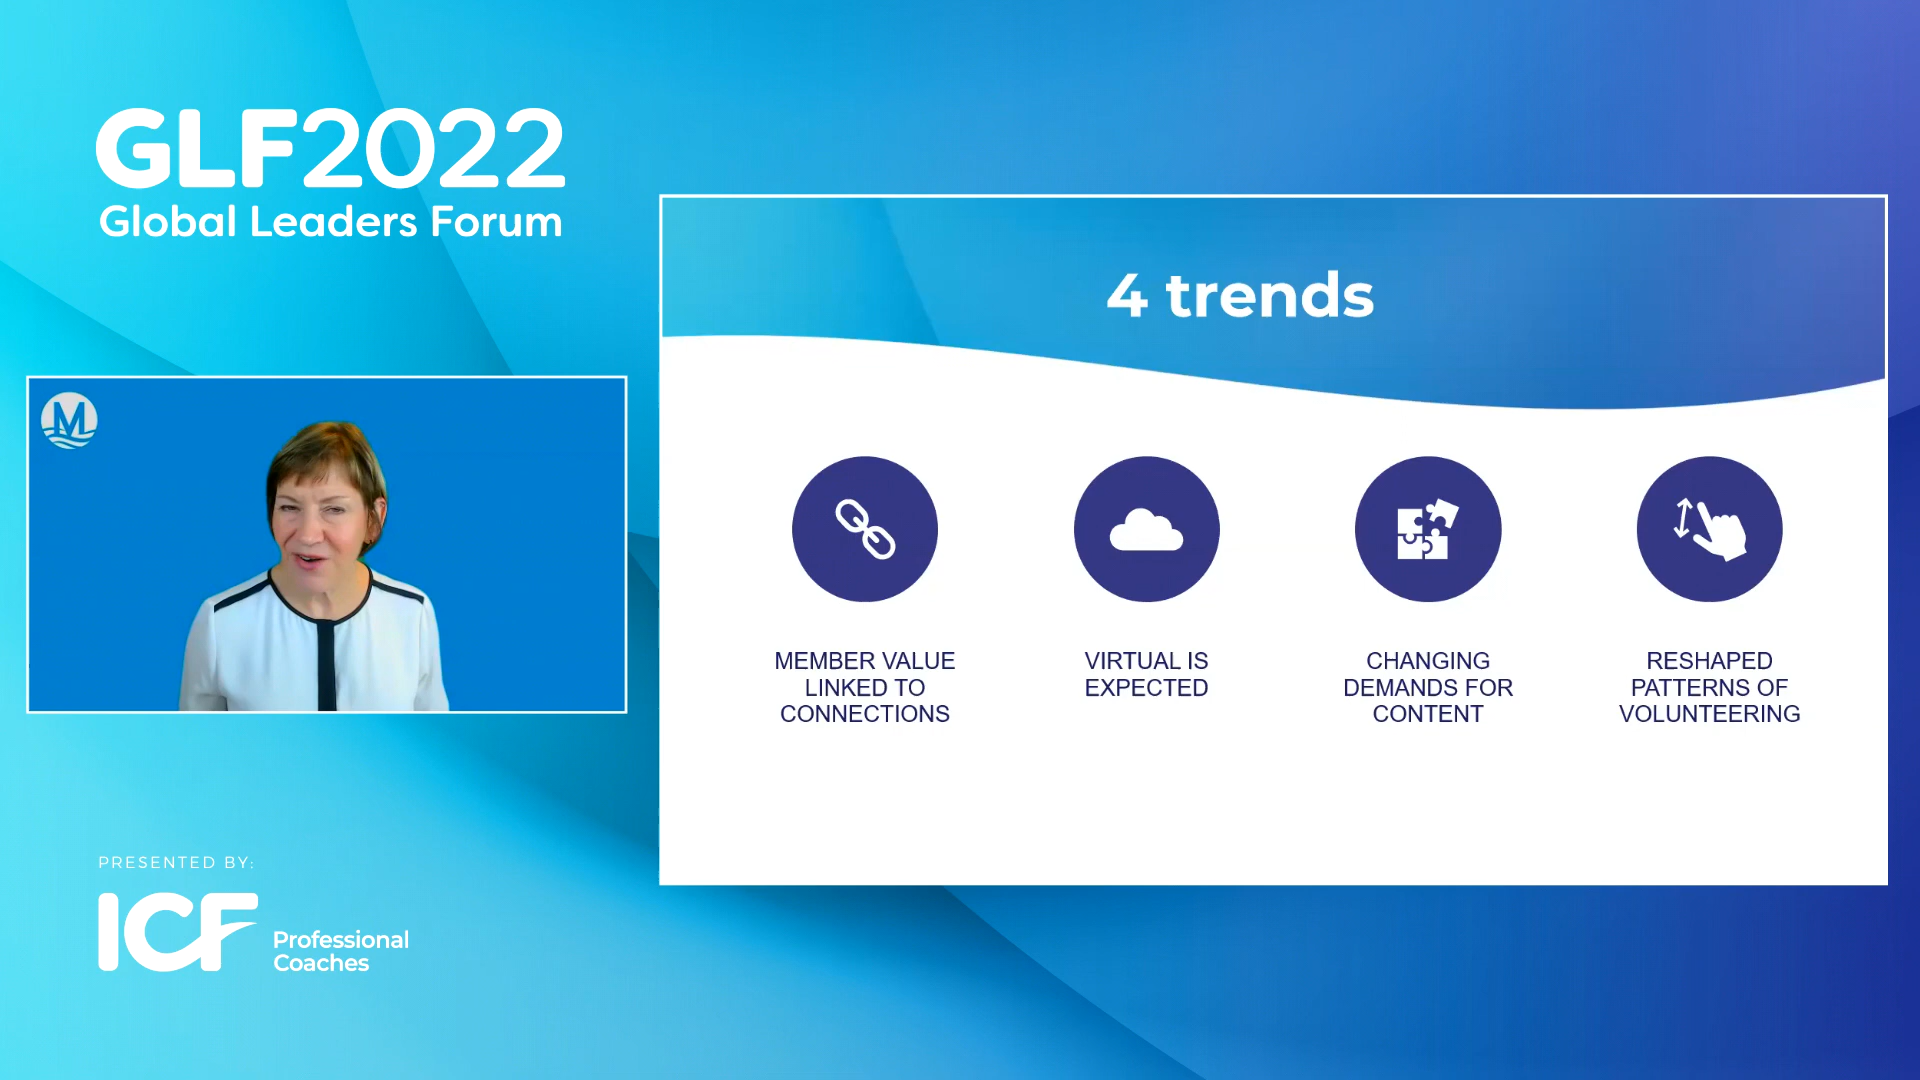 GLF2022
Global Leaders Forum
M
4 trends
MEMBER VALUE
LINKED TO
CONNECTIONS
VIRTUAL IS
EXPECTED
CHANGING
DEMANDS FOR
CONTENT
RESHAPED
PATTERNS OF
VOLUNTEERING
PRESENTED BY:
ICF
Professional
Coaches